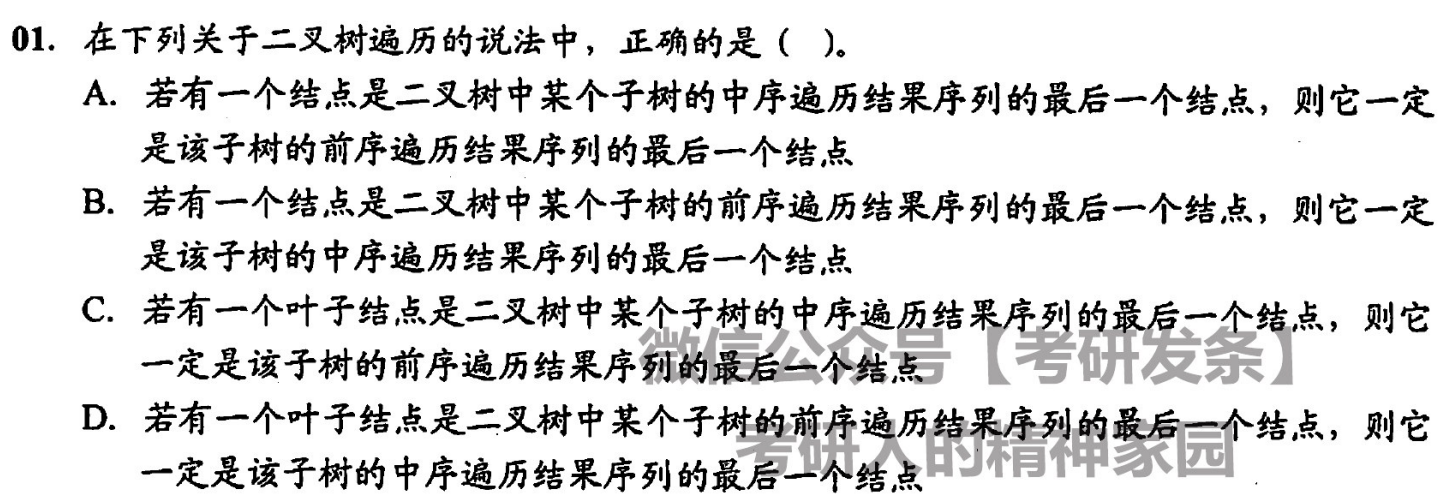 01. 在下列关于二叉树遍历的说法中，正确的是（ ）。
A. 若有一个结点是二叉树中某个子树的中序遍历结果序列的最后一个结点，则它一定
是该子树的前序遍历结果序列的最后一个结点
B. 若有一个结点是二叉树中某个子树的前序遍历结果序列的最后一个结点，则它一定
是该子树的中序遍历结果序列的最后一个结点
C. 若有一个叶子结点是二叉树中某个子树的中序遍历结果序列的最后一个结点，则它
一定是该子树的前序遍历结果序列的最后一个结点
微信公众号【考研发条】
D. 若有一个叶子结点是二叉树中某个子树的前序遍历结果序列的最后一个结点，则它
一定是该子树的中序遍历结果序列的最后一个结点
考研人的精神家园